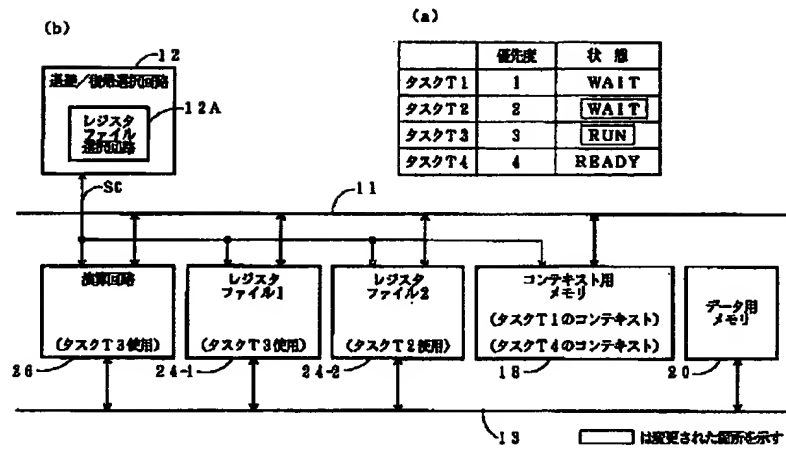 (b)
(a)
12
退避／復帰選択回路
12A
レジスタ
ファイル
選択回路
SC
優先度 状態
タスクT1 1 WAIT
タスクT2 2 WAIT
タスクT3 3 RUN
タスクT4 4 READY
11
演算回路
(タスクT3使用)
26
レジスタ
ファイル1
(タスクT3使用)
24-1
レジスタ
ファイル2
(タスクT2使用)
24-2
コンテキスト用
メモリ
(タスクT1のコンテキスト)
(タスクT4のコンテキスト)
18
データ用
メモリ
20
13
は変更された箇所を示す